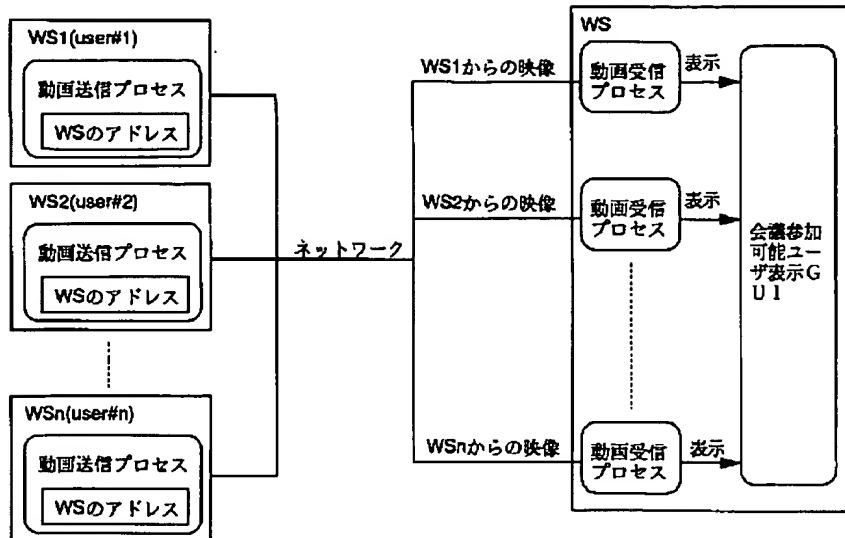 WS1(user#1)
動画送信プロセス
WSのアドレス
WS2(user#2)
動画送信プロセス
WSのアドレス
WSn(user#n)
動画送信プロセス
WSのアドレス
ネットワーク
WS1からの映像
WS2からの映像
WSnからの映像
WS
動画受信
プロセス
表示
動画受信
プロセス
表示
動画受信
プロセス
表示
会議参加
可能ユー
ザ表示G
UI